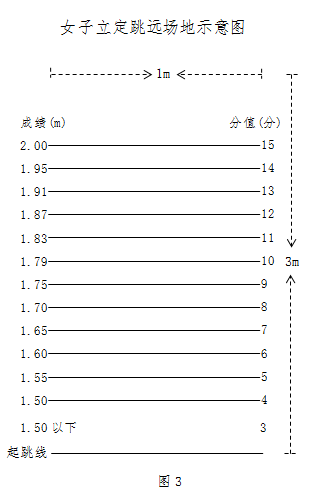 女子立定跳远场地示意图
1m
成绩(m) 分值(分)
2.00 15
1.95 14
1.91 13
1.87 12
1.83 11
1.79 10
3m
1.75 9
1.70 8
1.65 7
1.60 6
1.55 5
1.50 4
1.50 以下 3
起跳线
图 3